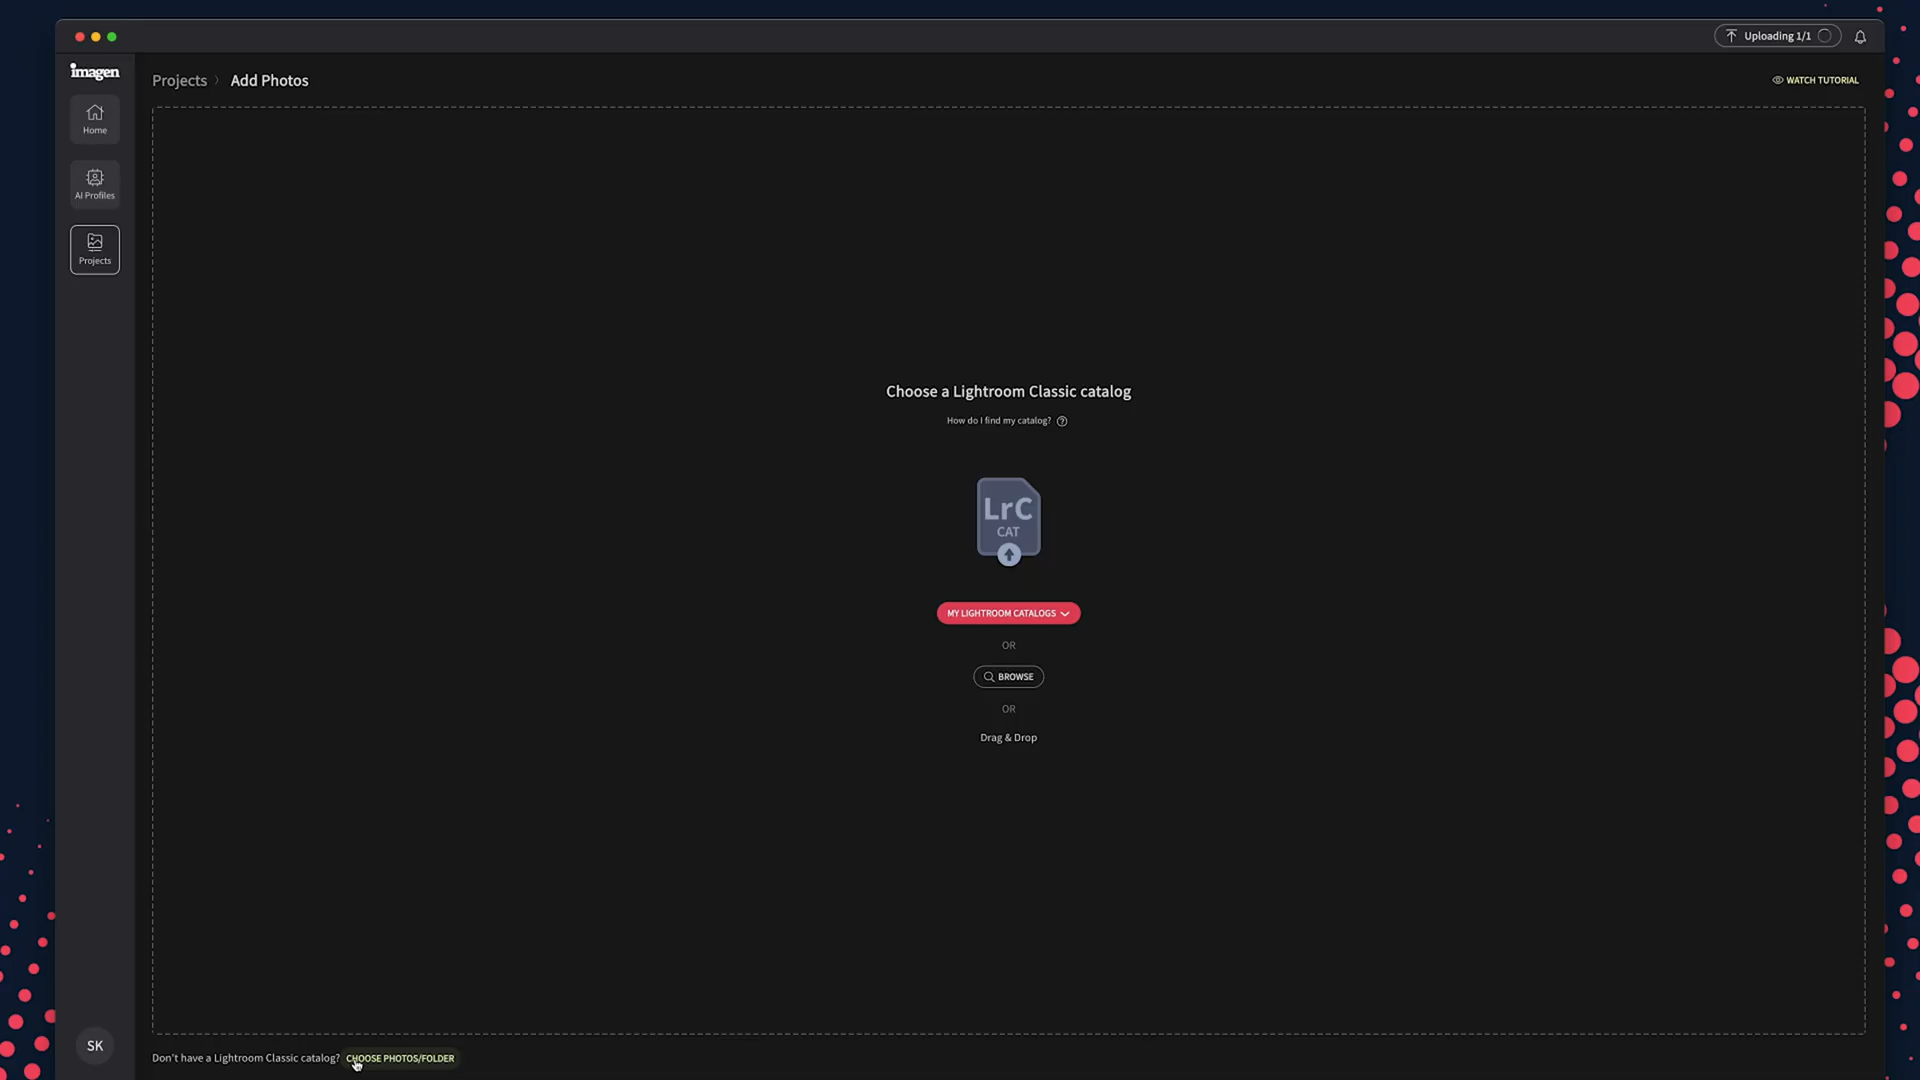 Uploading 1/1
imagen
Projects > Add Photos
WATCH TUTORIAL
Home
AI Profiles
Projects
Choose a Lightroom Classic catalog
How do I find my catalog? ?
LrC
CAT
MY LIGHTROOM CATALOGS
OR
BROWSE
OR
Drag & Drop
SK
Don't have a Lightroom Classic catalog? CHOOSE PHOTOS/FOLDER